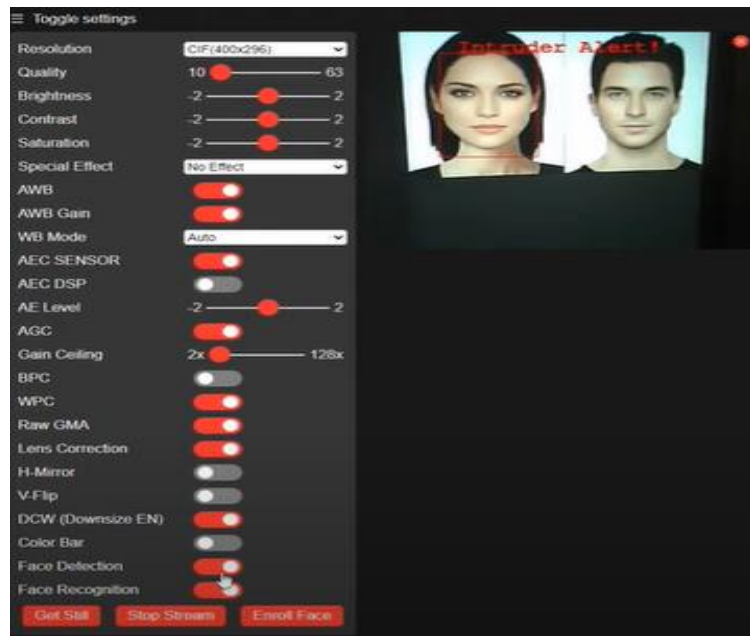 ☰ Toggle settings
Resolution CIF(400x296)
Quality 10 63
Brightness -2 2
Contrast -2 2
Saturation -2 2
Special Effect No Effect
AWB
AWB Gain
WB Mode Auto
AEC SENSOR
AEC DSP
AE Level -2 2
AGC
Gain Ceiling 2x 128x
BPC
WPC
Raw GMA
Lens Correction
H-Mirror
V-Flip
DCW (Downsize EN)
Color Bar
Face Detection
Face Recognition
Get Still Stop Stream Enroll Face
Intruder Alert!